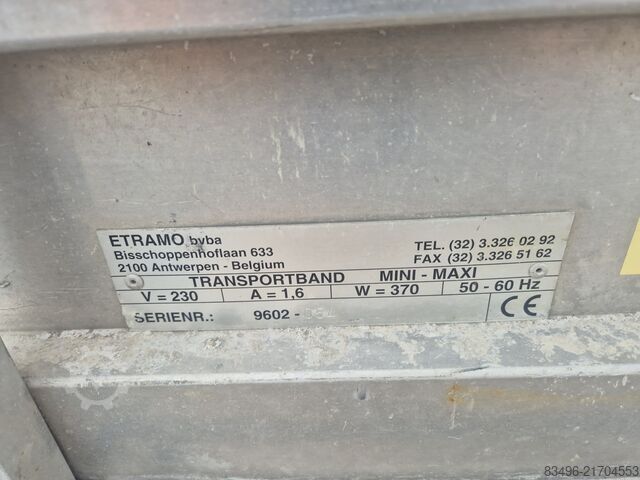 ETRAMO bvba
Bisschoppenhoflaan 633
2100 Antwerpen - Belgium
TEL. (32) 3.326 02 92
FAX (32) 3.326 51 62
TRANSPORTBAND MINI - MAXI
V = 230 A = 1,6 W = 370 50 - 60 Hz
SERIENR.: 9602 -
CE
83496-21704553